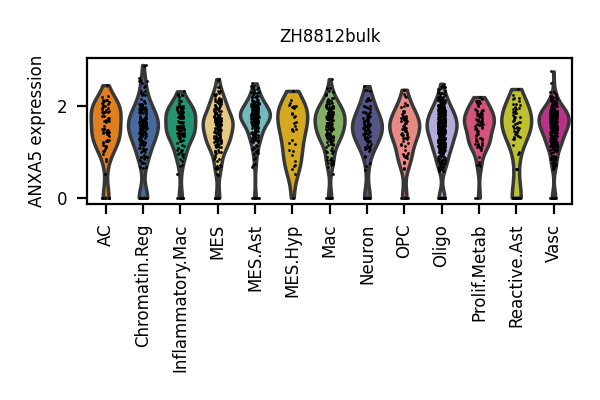 ZH8812bulk
ANXA5 expression
2
0
AC
Chromatin.Reg
Inflammatory.Mac
MES
MES.Ast
MES.Hyp
Mac
Neuron
OPC
Oligo
Prolif.Metab
Reactive.Ast
Vasc